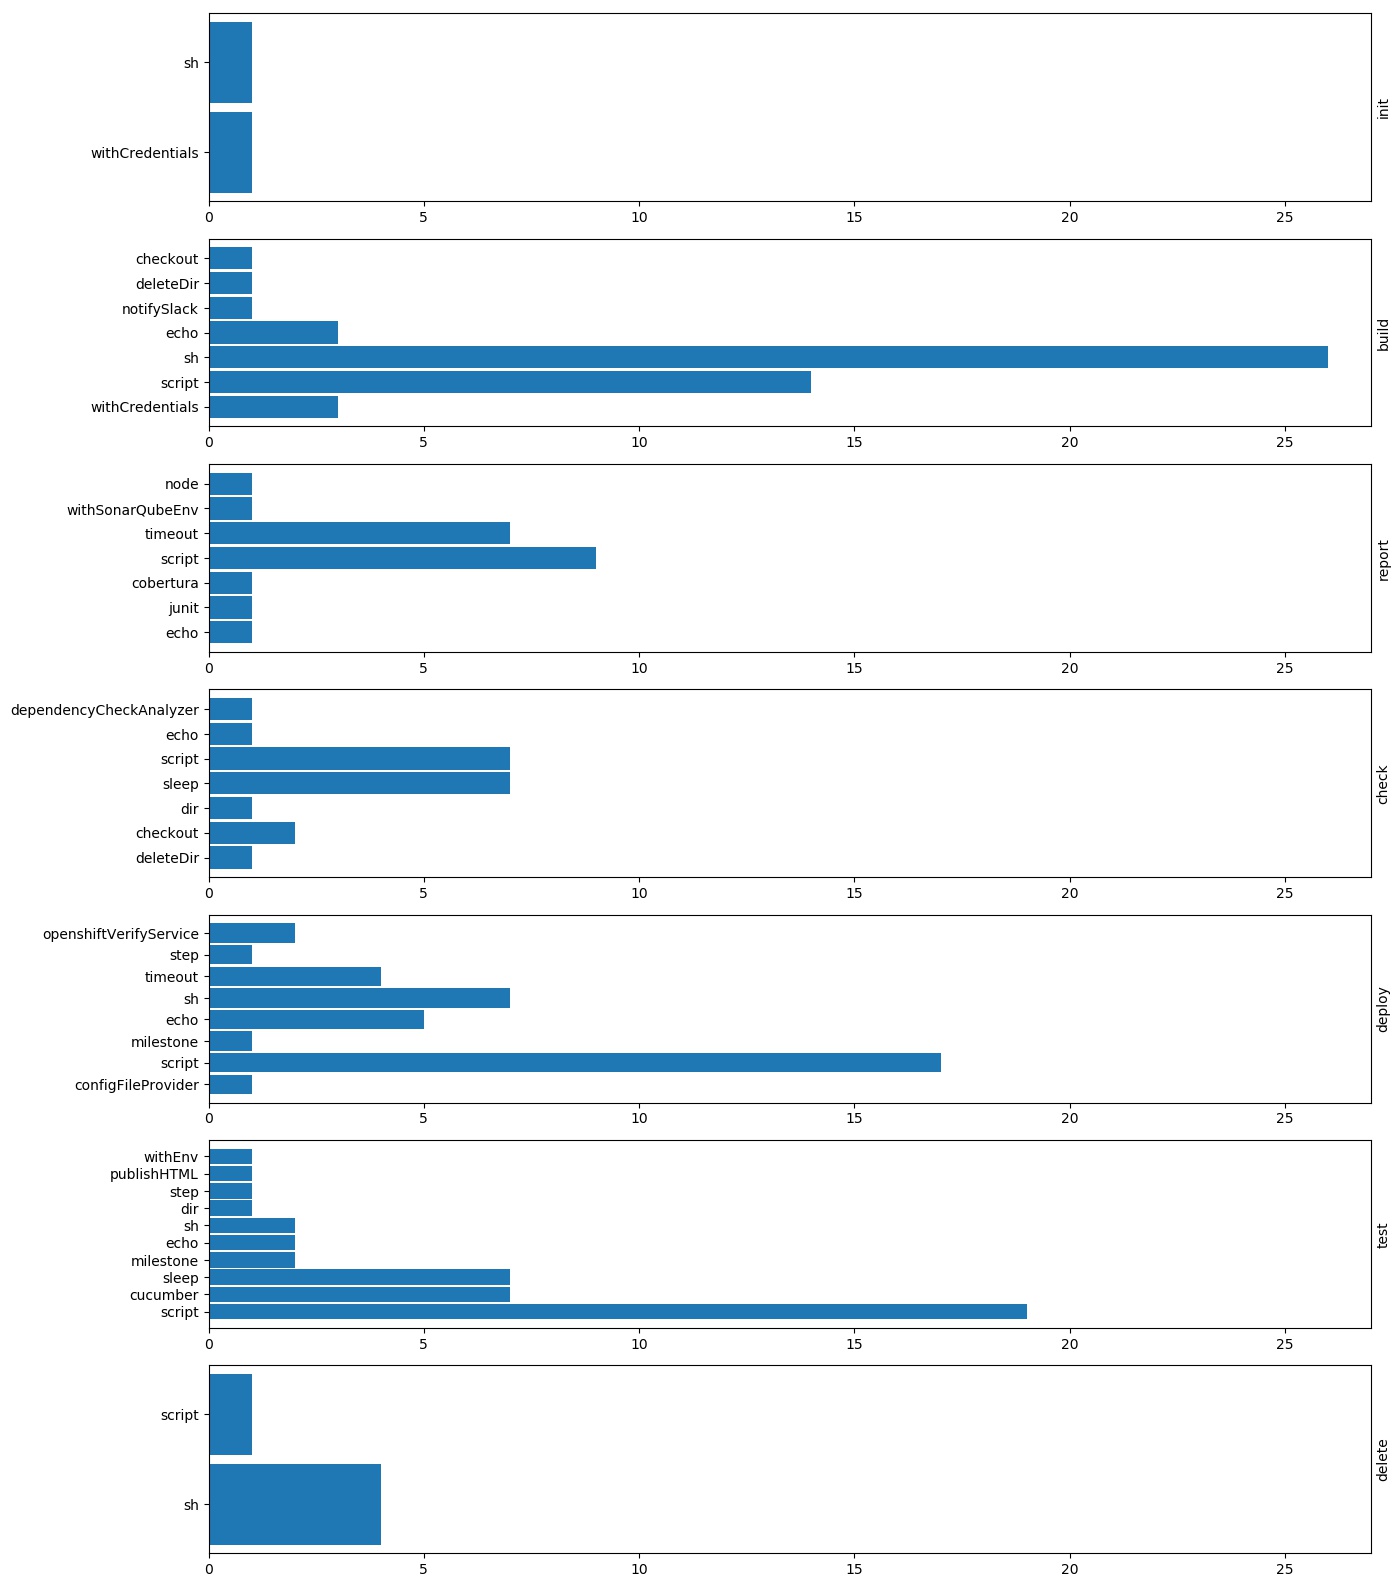 sh
withCredentials
0 5 10 15 20 25
init
checkout
deleteDir
notifySlack
echo
sh
script
withCredentials
0 5 10 15 20 25
build
node
withSonarQubeEnv
timeout
script
cobertura
junit
echo
0 5 10 15 20 25
report
dependencyCheckAnalyzer
echo
script
sleep
dir
checkout
deleteDir
0 5 10 15 20 25
check
openshiftVerifyService
step
timeout
sh
echo
milestone
script
configFileProvider
0 5 10 15 20 25
deploy
withEnv
publishHTML
step
dir
sh
echo
milestone
sleep
cucumber
script
0 5 10 15 20 25
test
script
sh
0 5 10 15 20 25
delete